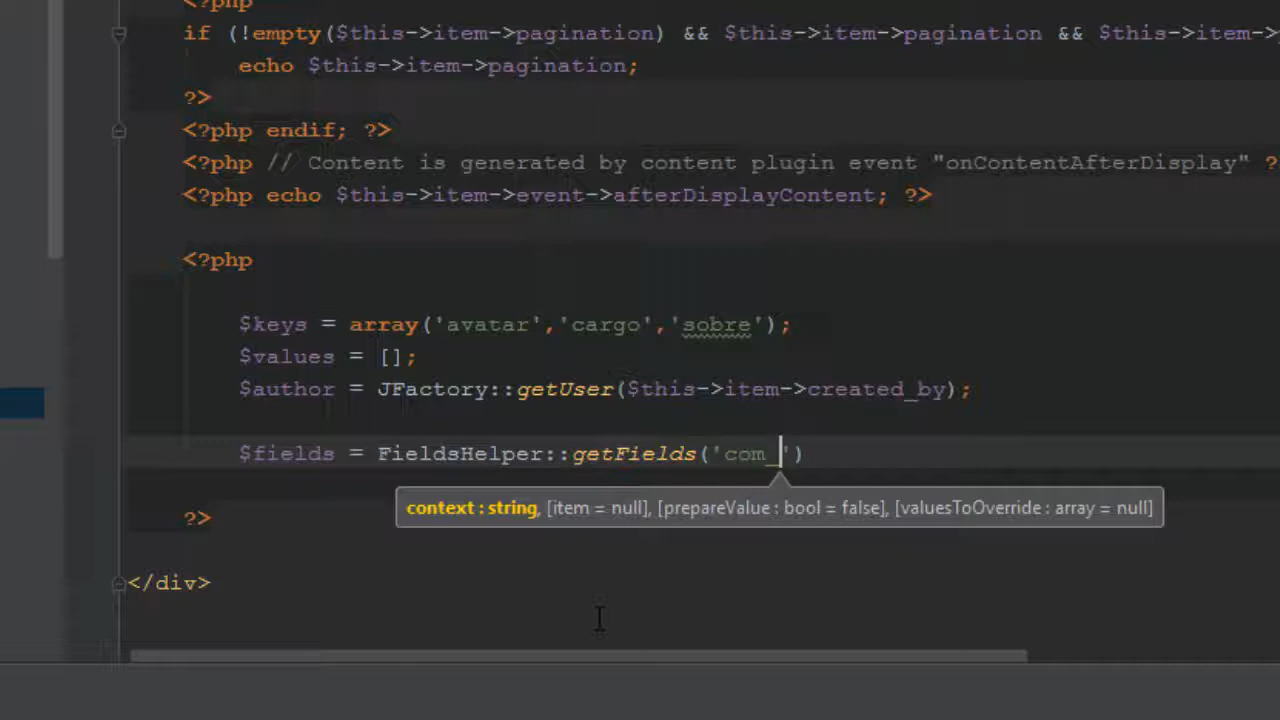 <?php
if (!empty($this->item->pagination) && $this->item->pagination && $this->item->
echo $this->item->pagination;
?>
<?php endif; ?>
<?php // Content is generated by content plugin event "onContentAfterDisplay" ?
<?php echo $this->item->event->afterDisplayContent; ?>
<?php
$keys = array('avatar','cargo','sobre');
$values = [];
$author = JFactory::getUser($this->item->created_by);
$fields = FieldsHelper::getFields('com_')
context : string, [item = null], [prepareValue : bool = false], [valuesToOverride : array = null]
?>
</div>